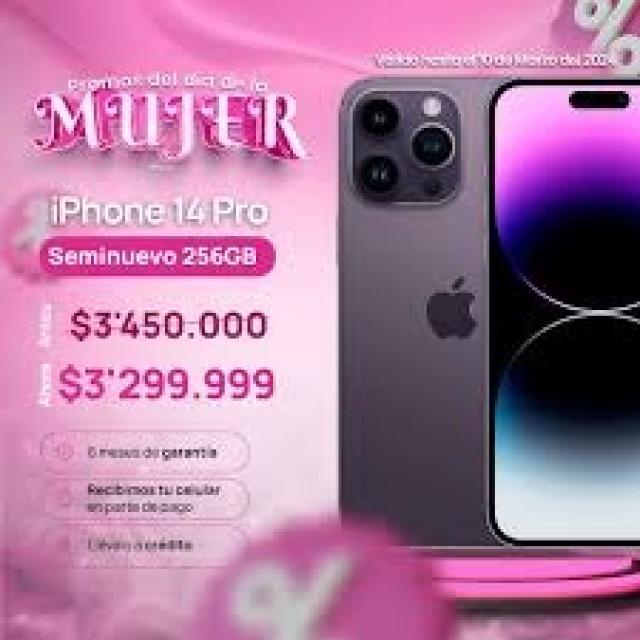 Válido hasta el 10 de Marzo del 2024
promos del día de la
MUJER
iPhone 14 Pro
Seminuevo 256GB
Antes
$3'450.000
Ahora
$3'299.999
6 meses de garantía
Recibimos tu celular
en parte de pago
Llévalo a crédito